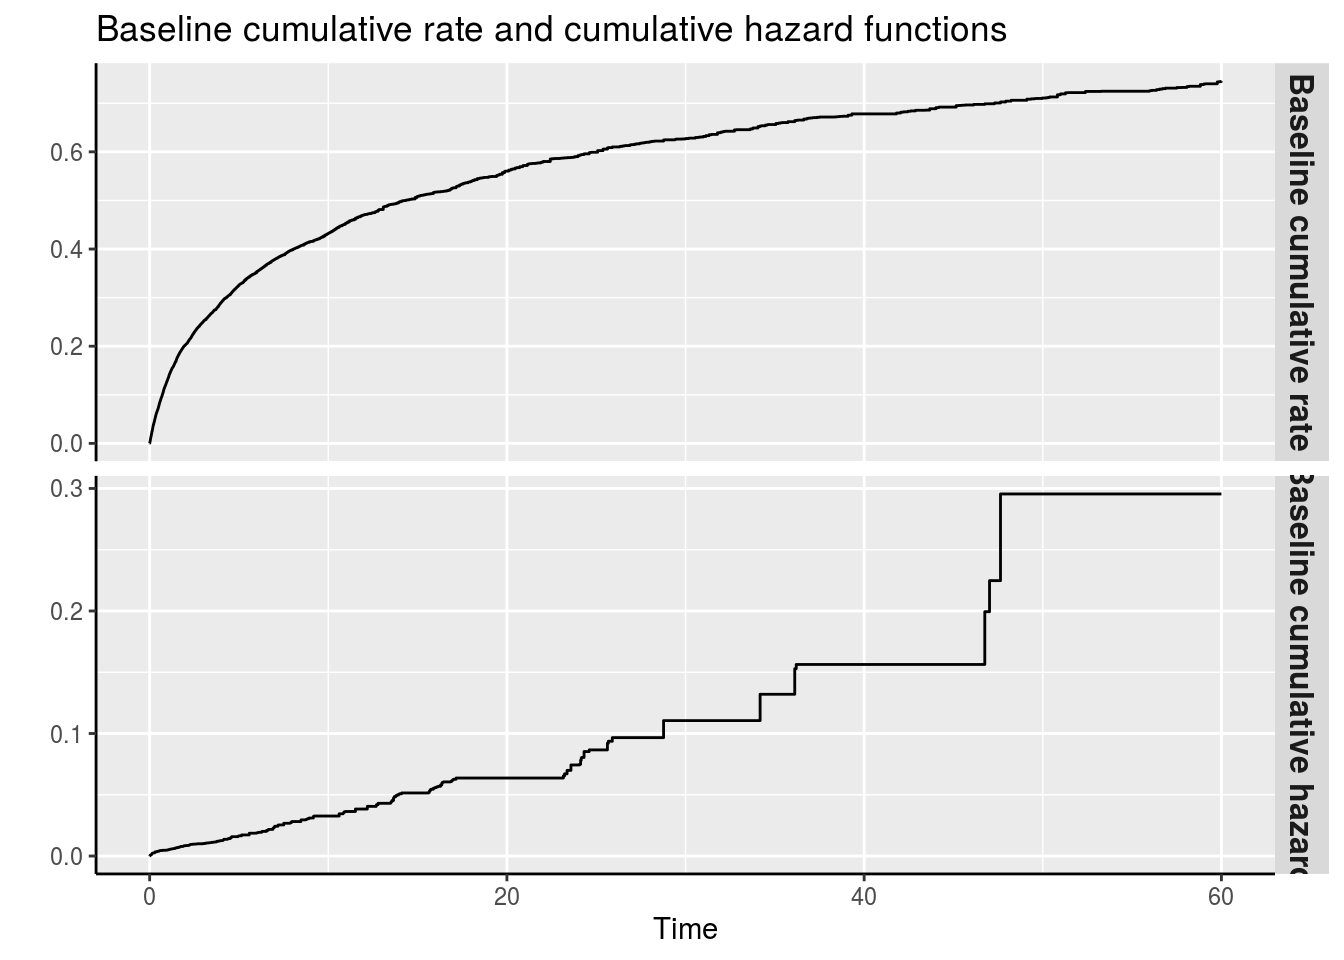 Baseline cumulative rate and cumulative hazard functions
0.6
0.4
0.2
0.0
Baseline cumulative rate
0.3
0.2
0.1
0.0
Baseline cumulative hazard
0 20 40 60
Time